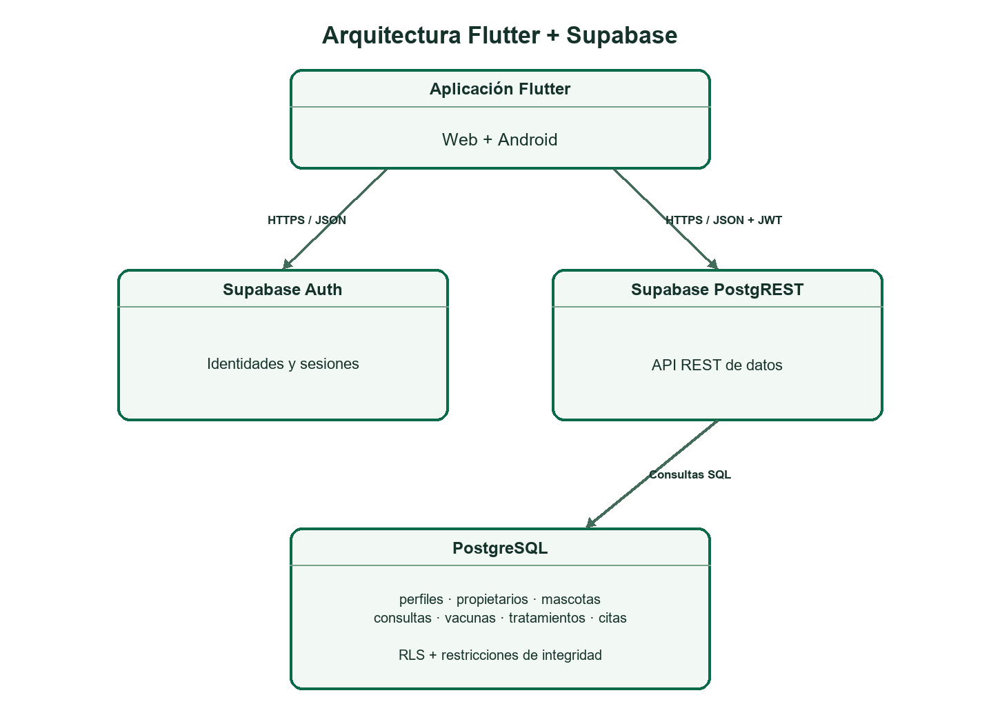 Arquitectura Flutter + Supabase
Aplicación Flutter
Web + Android
HTTPS / JSON
HTTPS / JSON + JWT
Supabase Auth
Identidades y sesiones
Supabase PostgREST
API REST de datos
Consultas SQL
PostgreSQL
perfiles · propietarios · mascotas
consultas · vacunas · tratamientos · citas
RLS + restricciones de integridad